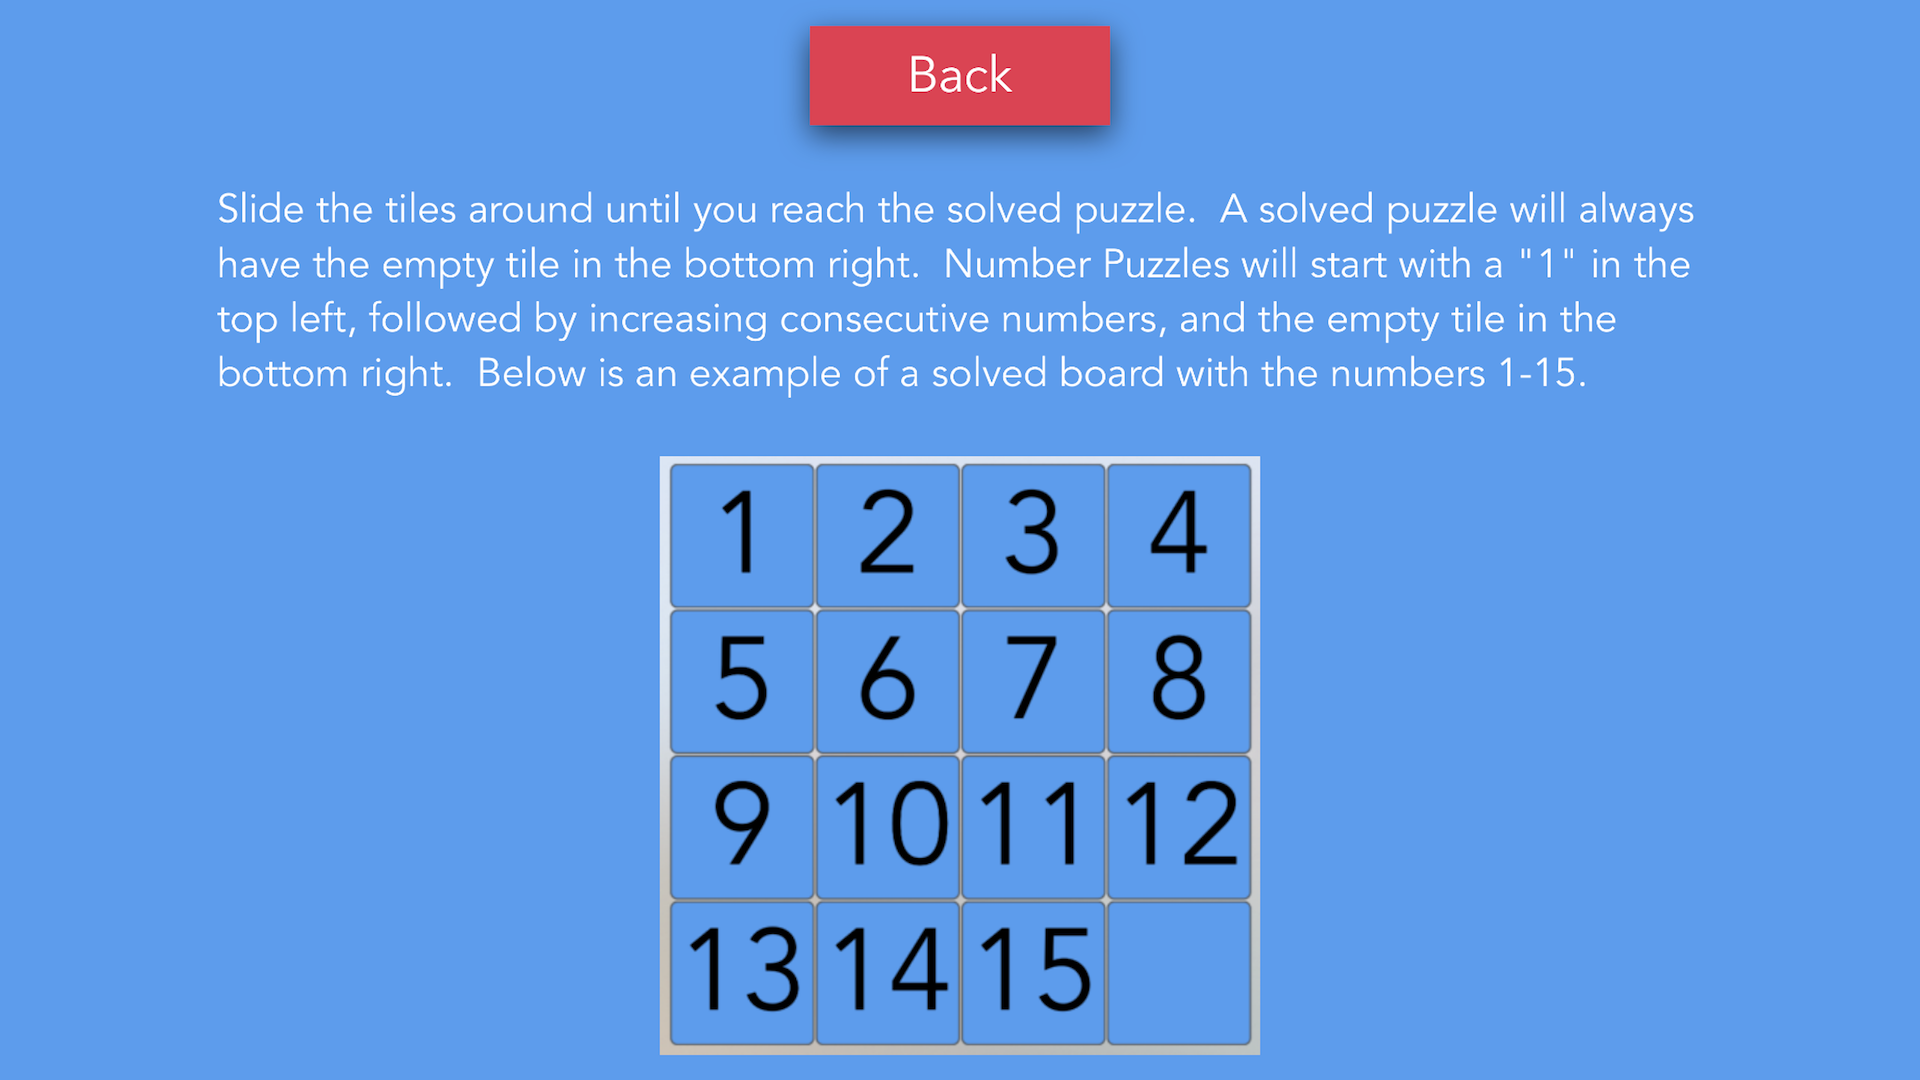 Back
Slide the tiles around until you reach the solved puzzle.  A solved puzzle will always
have the empty tile in the bottom right.  Number Puzzles will start with a "1" in the
top left, followed by increasing consecutive numbers, and the empty tile in the
bottom right.  Below is an example of a solved board with the numbers 1-15.
1 2 3 4
5 6 7 8
9 10 11 12
13 14 15